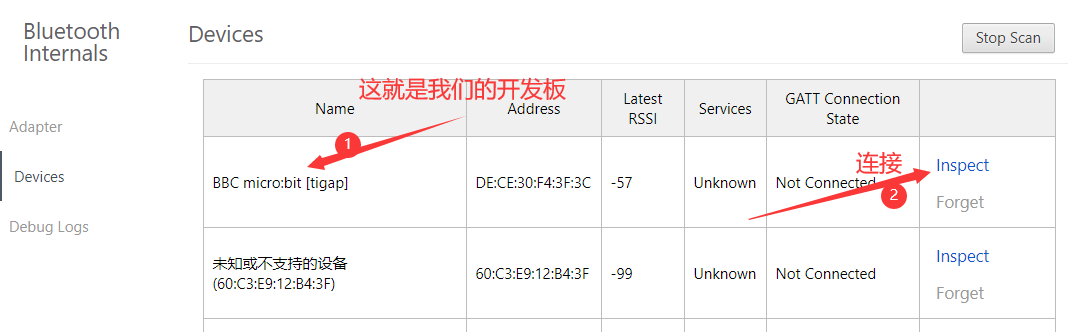 Bluetooth
Internals
Devices
Stop Scan
Adapter
Devices
Debug Logs
这就是我们的开发板
Name
Address
Latest
RSSI
Services
GATT Connection
State
1
BBC micro:bit [tigap]
DE:CE:30:F4:3F:3C
-57
Unknown
Not Connected
连接
2
Inspect
Forget
未知或不支持的设备
(60:C3:E9:12:B4:3F)
60:C3:E9:12:B4:3F
-99
Unknown
Not Connected
Inspect
Forget